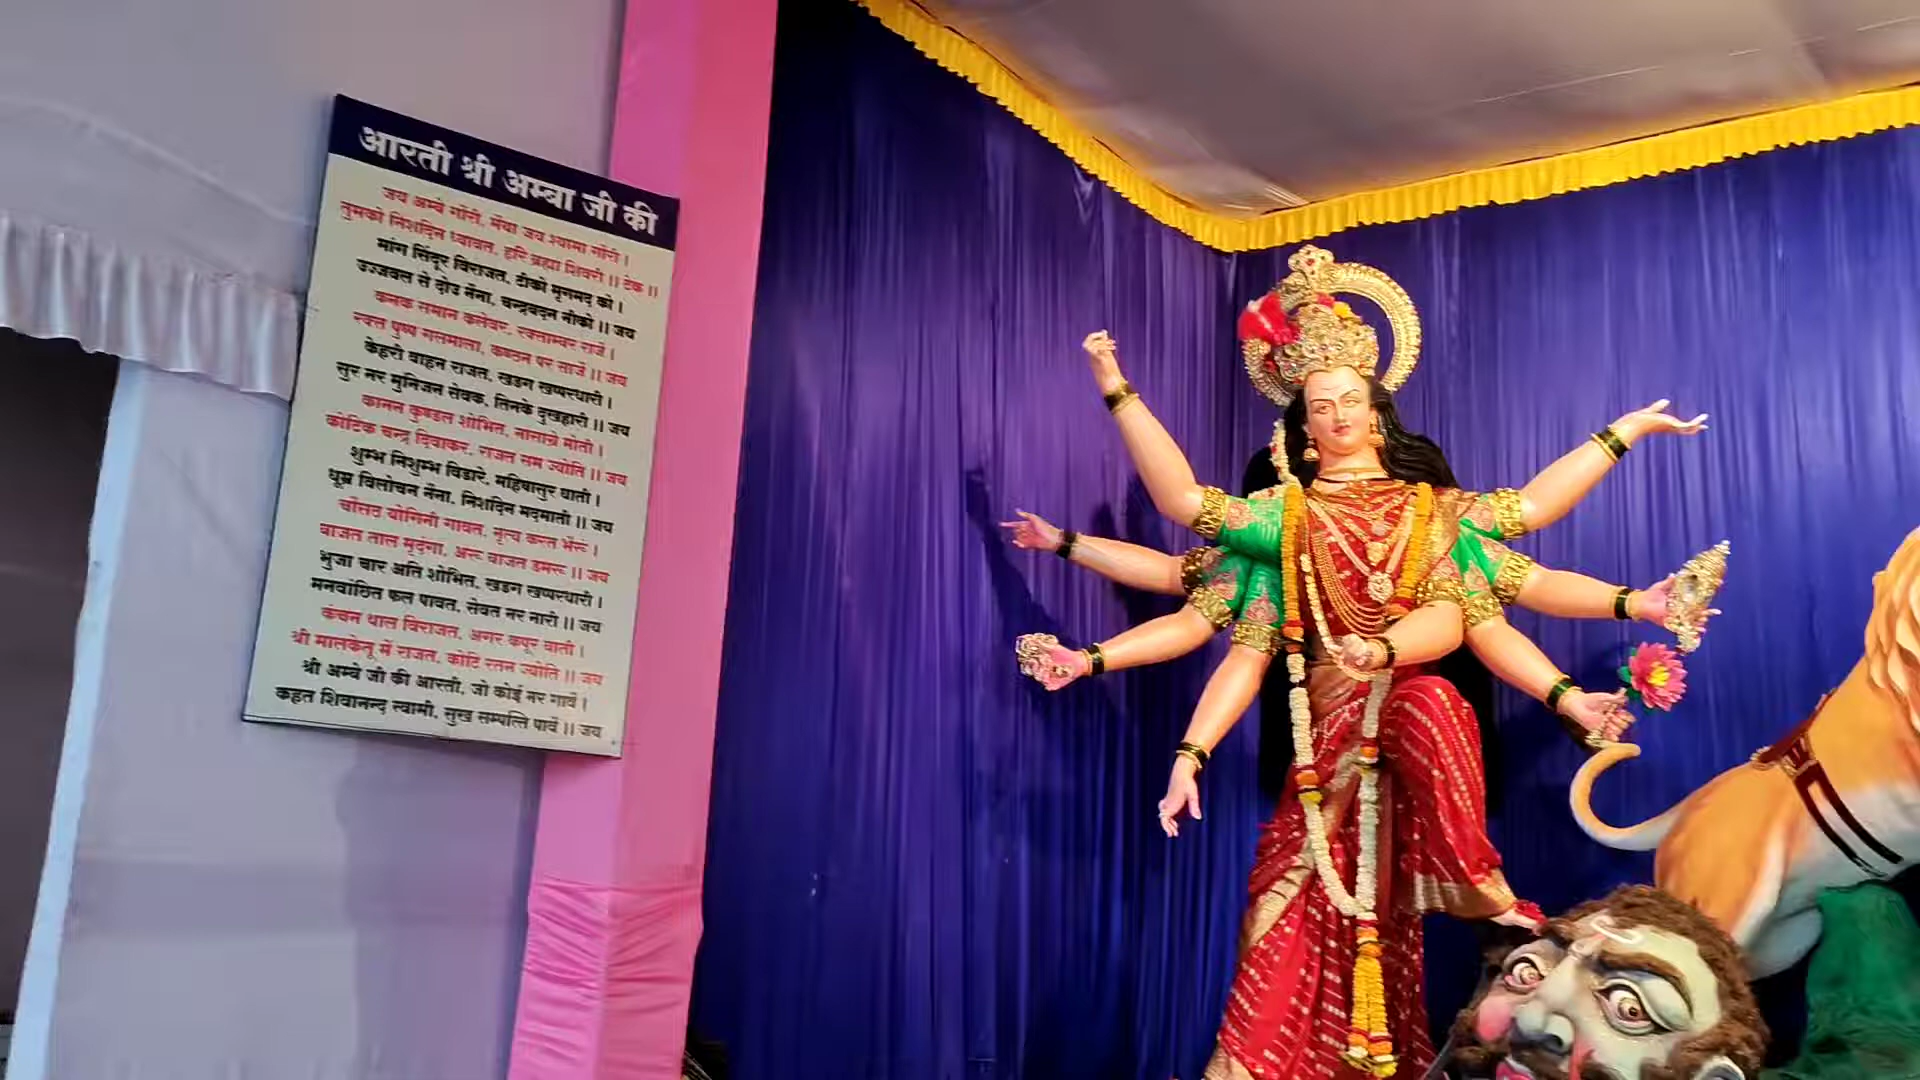 आरती श्री अम्बा जी की
जय अम्बे गौरी, मैया जय श्यामा गौरी।
तुमको निशदिन ध्यावत, हरि ब्रह्मा शिवरी॥ टेक॥
मांग सिंदूर विराजत, टीको मृगमद को।
उज्जवल से दोउ नैंना, चन्द्रवदन नीको॥ जय
कनक समान कलेवर, रक्ताम्बर राजै।
रक्त पुष्प गलमाला, कण्ठन पर साजै॥ जय
केहरी वाहन राजत, खडग खप्परधारी।
सुर नर मुनिजन सेवक, तिनके दुखहारी॥ जय
कानन कुण्डल शोभित, नासाग्रे मोती।
कोटिक चन्द्र दिवाकर, राजत सम ज्योति॥ जय
शुम्भ निशुम्भ विडारे, महिषासुर घाती।
धूम्र विलोचन नैंना, निशदिन मदमाती॥ जय
चौंसठ योगिनी गावत, नृत्य करत भैंरूं।
बाजत ताल मृदंगा, अरू बाजत डमरू॥ जय
भुजा चार अति शोभित, खडग खप्परधारी।
मनवांछित फल पावत, सेवत नर नारी॥ जय
कंचन थाल विराजत, अगर कपूर बाती।
श्री मालकेतू में राजत, कोटि रतन ज्योति॥ जय
श्री अम्बे जी की आरती, जो कोई नर गावैं।
कहत शिवानन्द स्वामी, सुख सम्पत्ति पावैं॥ जय